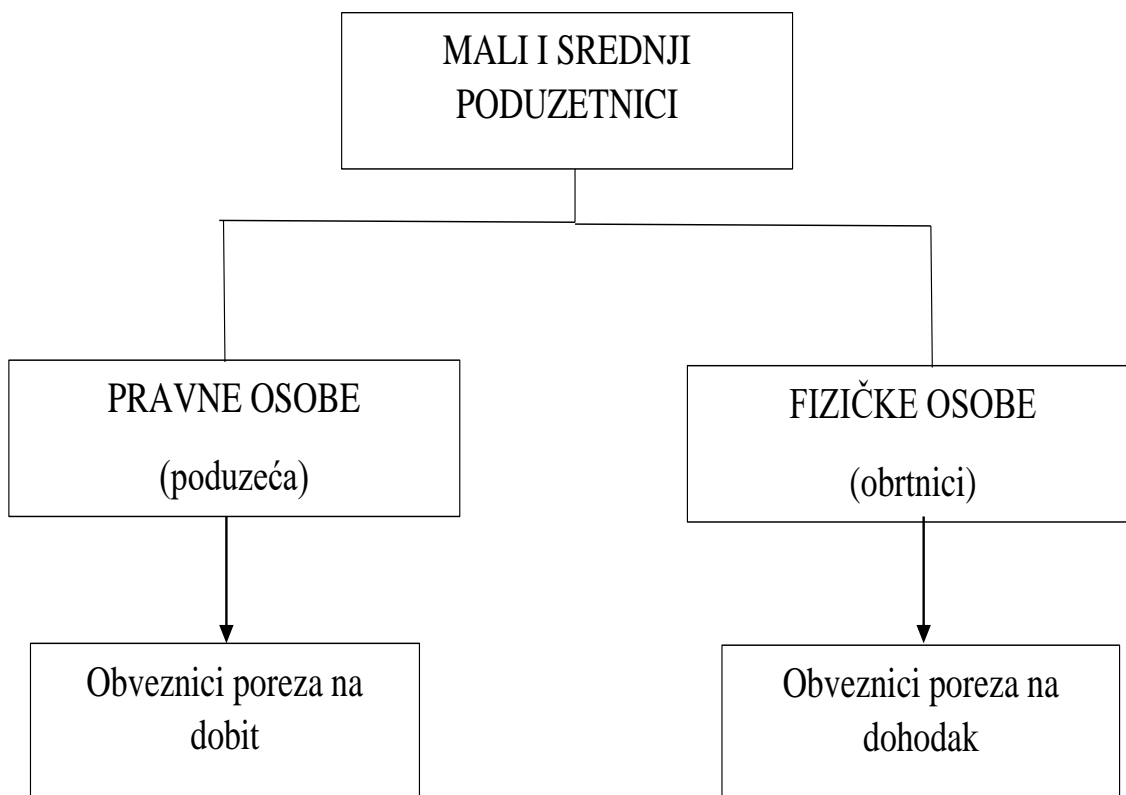 MALI I SREDNJI
PODUZETNICI
PRAVNE OSOBE
(poduzeća)
FIZIČKE OSOBE
(obrtnici)
Obveznici poreza na
dobit
Obveznici poreza na
dohodak